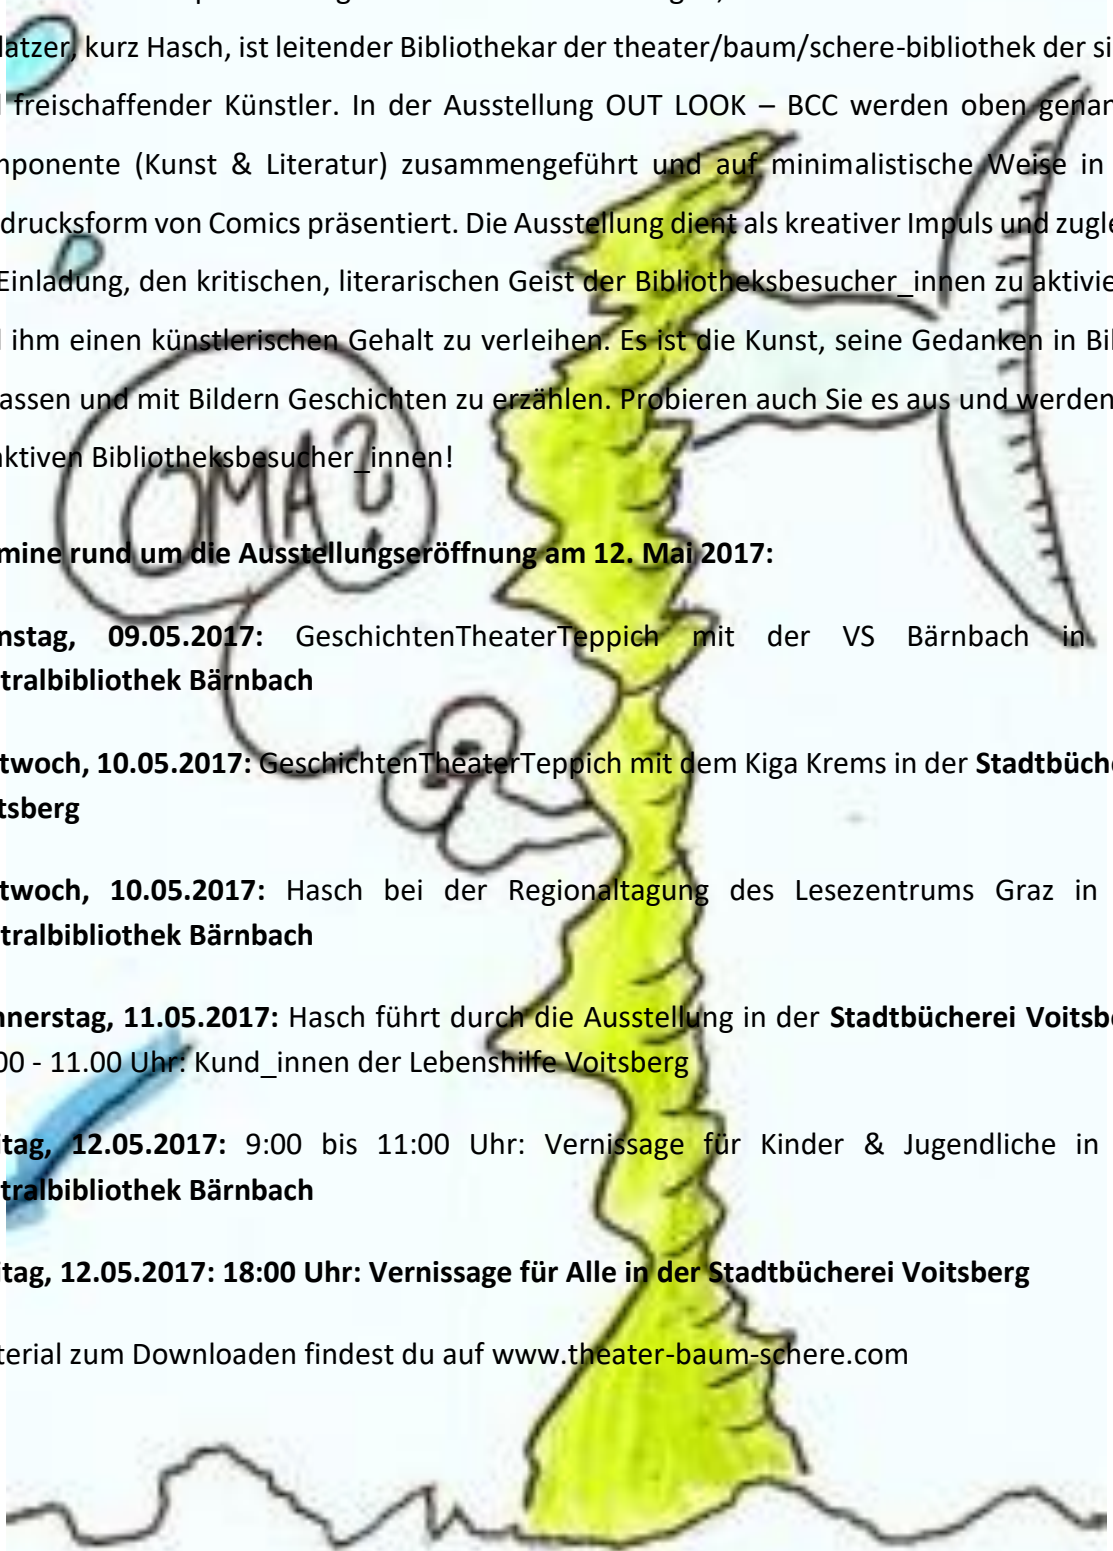 latzer, kurz Hasch, ist leitender Bibliothekar der theater/baum/schere-bibliothek der si
freischaffender Künstler. In der Ausstellung OUT LOOK – BCC werden oben genan
ponente (Kunst & Literatur) zusammengeführt und auf minimalistische Weise in
drucksform von Comics präsentiert. Die Ausstellung dient als kreativer Impuls und zugle
Einladung, den kritischen, literarischen Geist der Bibliotheksbesucher_innen zu aktivie
ihm einen künstlerischen Gehalt zu verleihen. Es ist die Kunst, seine Gedanken in Bil
assen und mit Bildern Geschichten zu erzählen. Probieren auch Sie es aus und werden
aktiven Bibliotheksbesucher_innen!
OMA?
mine rund um die Ausstellungseröffnung am 12. Mai 2017:
nstag, 09.05.2017: GeschichtenTheaterTeppich mit der VS Bärnbach in
tralbibliothek Bärnbach
twoch, 10.05.2017: GeschichtenTheaterTeppich mit dem Kiga Krems in der Stadtbüche
tsberg
twoch, 10.05.2017: Hasch bei der Regionaltagung des Lesezentrums Graz in
tralbibliothek Bärnbach
nnerstag, 11.05.2017: Hasch führt durch die Ausstellung in der Stadtbücherei Voitsb
00 - 11.00 Uhr: Kund_innen der Lebenshilfe Voitsberg
itag, 12.05.2017: 9:00 bis 11:00 Uhr: Vernissage für Kinder & Jugendliche in
tralbibliothek Bärnbach
itag, 12.05.2017: 18:00 Uhr: Vernissage für Alle in der Stadtbücherei Voitsberg
terial zum Downloaden findest du auf www.theater-baum-schere.com